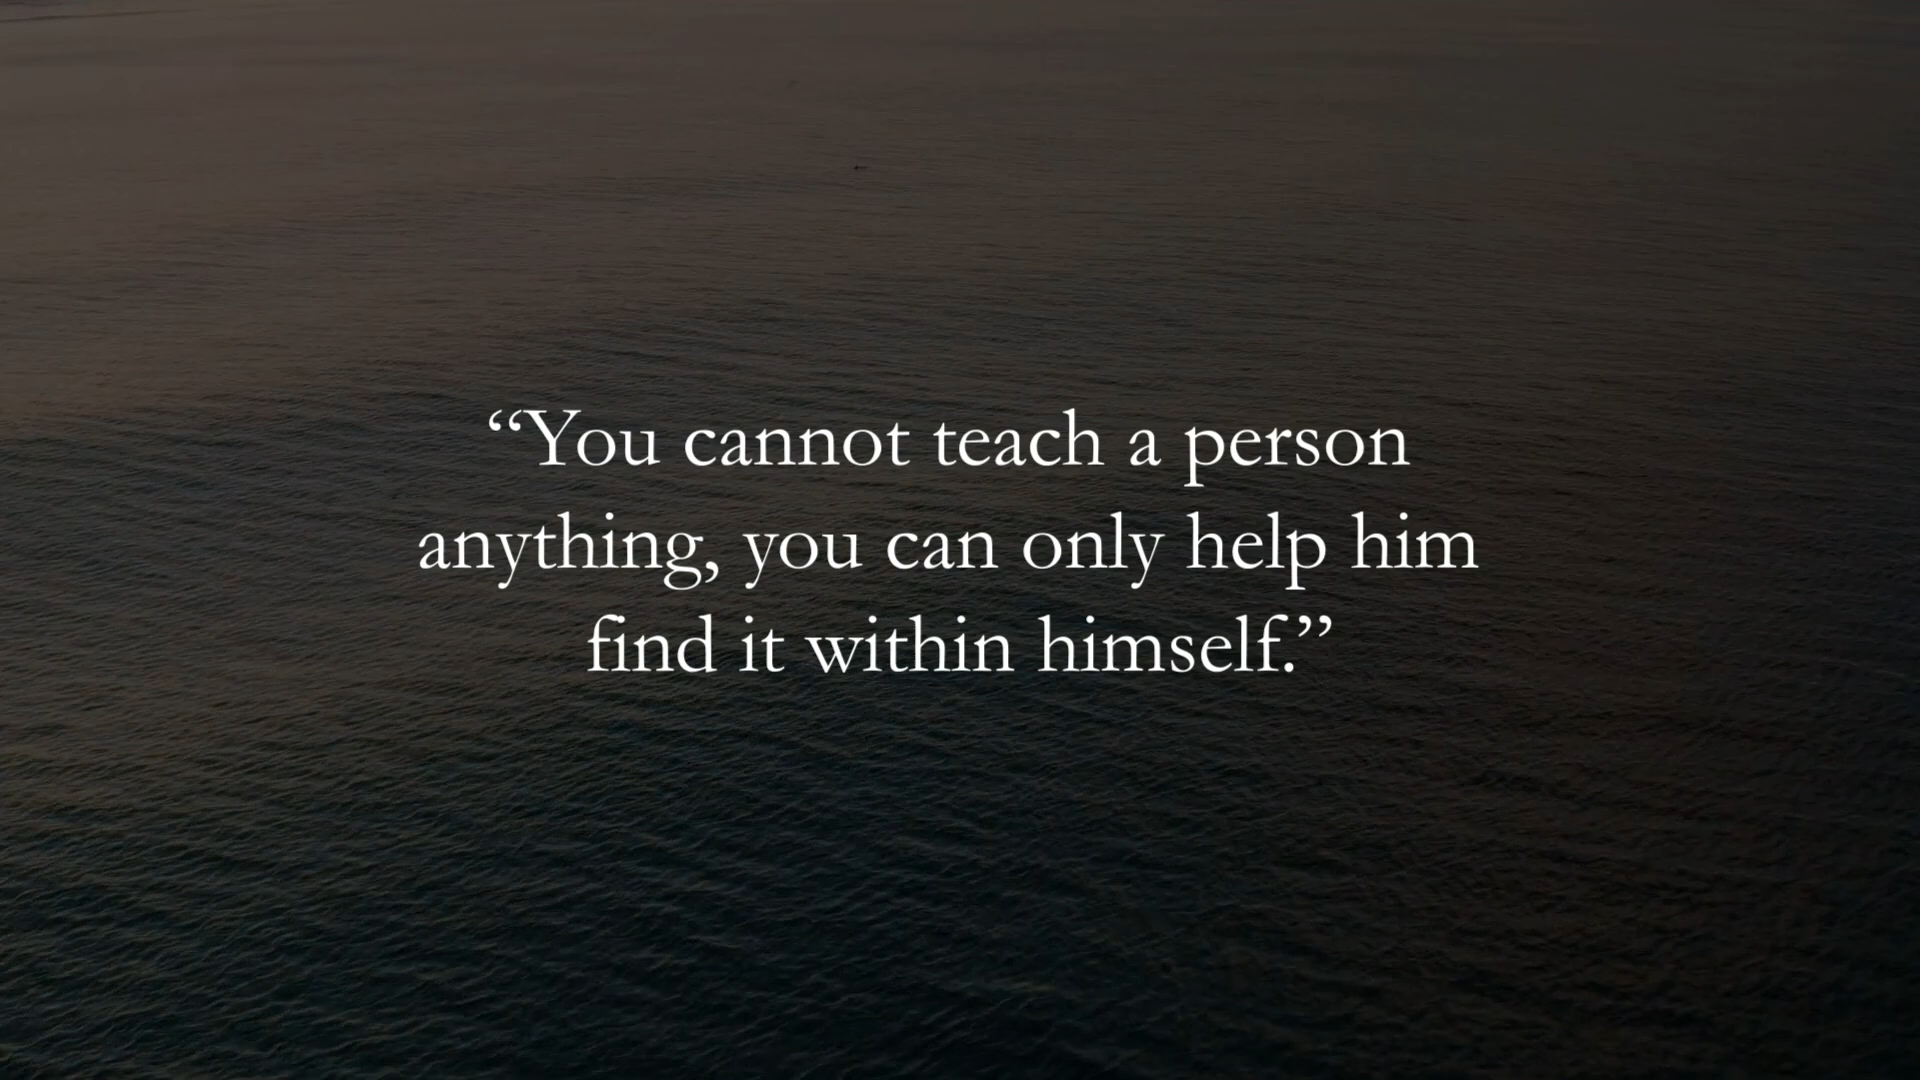 “You cannot teach a person
anything, you can only help him
find it within himself.”